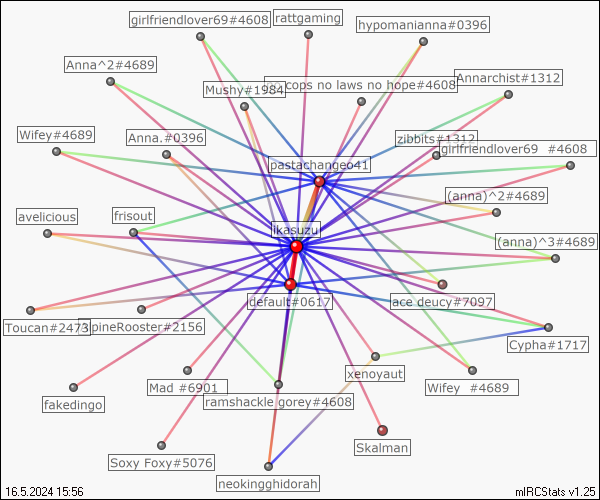 girlfriendlover69#4608
rattgaming
hypomanianna#0396
Anna^2#4689
Mushy#1984
cops no laws no hope#4608
Annarchist#1312
Wifey#4689
Anna.#0396
zibbits#1312
girlfriendlover69 #4608
pastachange641
(anna)^2#4689
avelicious
frisout
ikasuzu
(anna)^3#4689
default#0617
ace deucy#7097
Toucan#2473
pineRooster#2156
Cypha#1717
xenoyaut
fakedingo
Mad #6901
ramshackle gorey#4608
Wifey #4689
Skalman
Soxy Foxy#5076
neokingghidorah
16.5.2024 15:56
mIRCStats v1.25